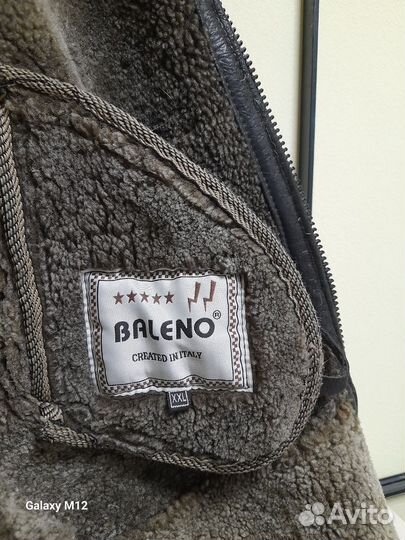 BALENO®
CREATED IN ITALY
XXL
Galaxy M12
Avito